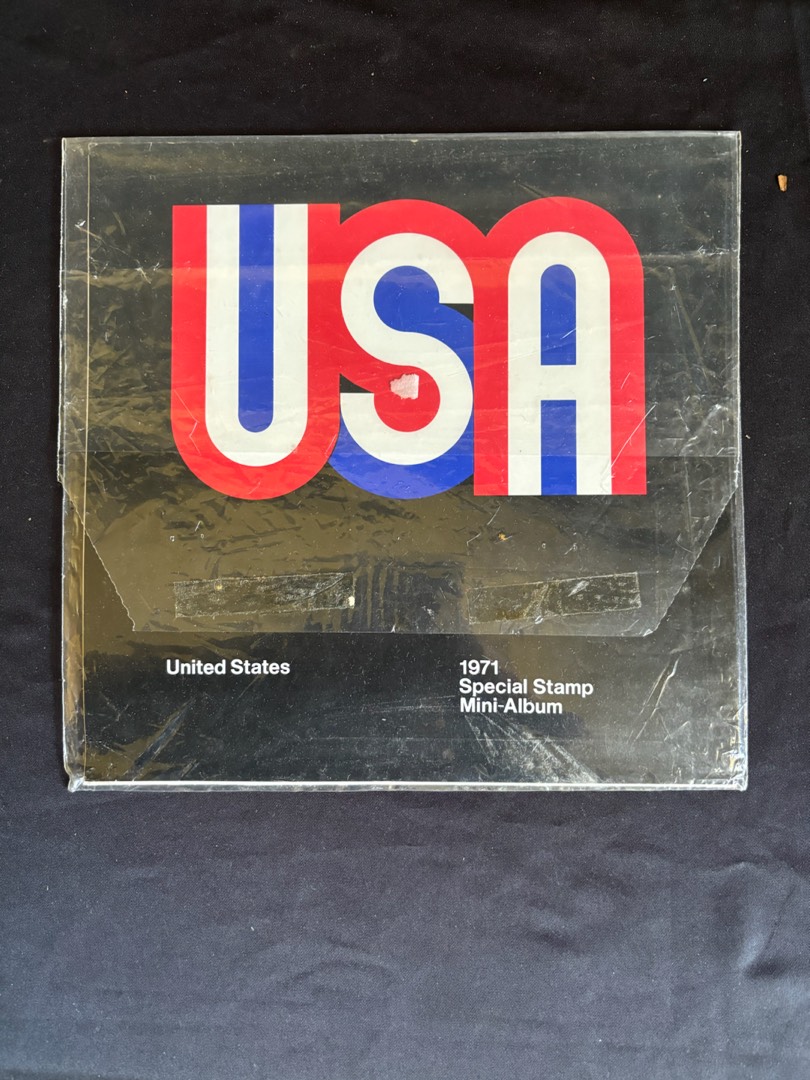 USA
United States
1971
Special Stamp
Mini-Album